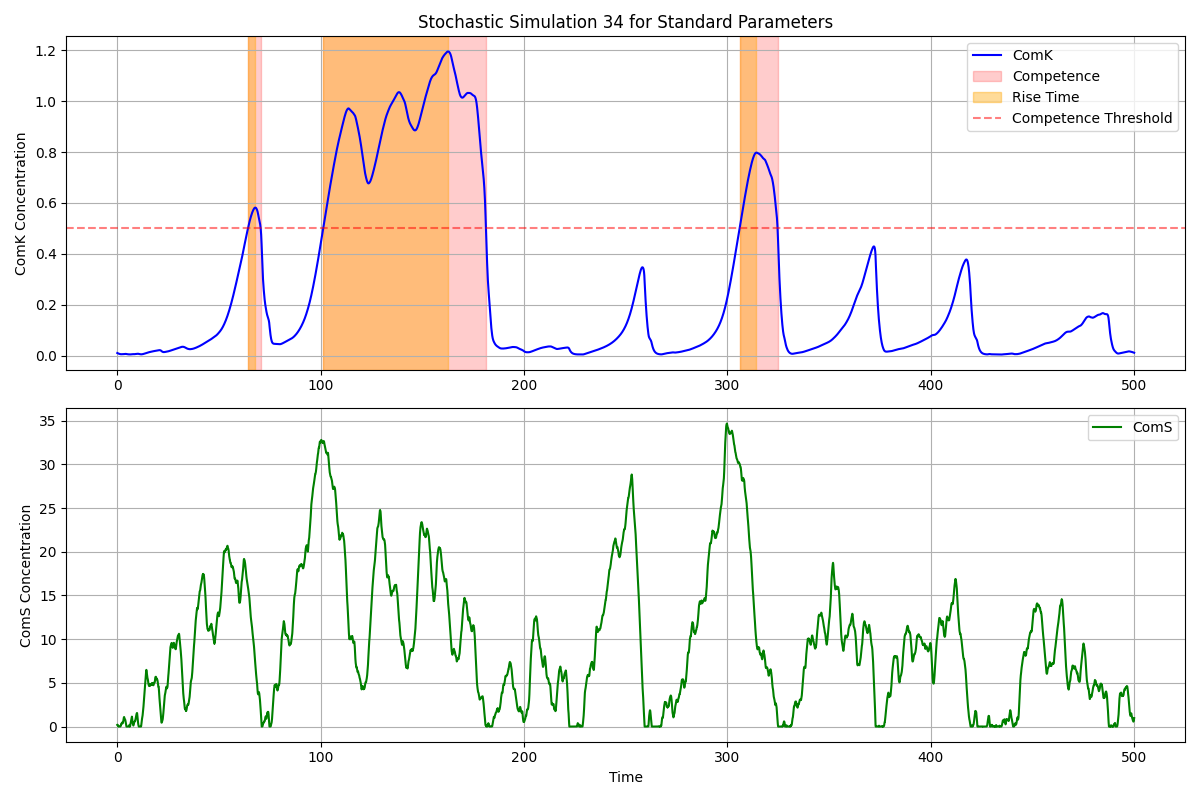 Stochastic Simulation 34 for Standard Parameters
ComK Concentration
1.2
1.0
0.8
0.6
0.4
0.2
0.0
ComK
Competence
Rise Time
Competence Threshold
0 100 200 300 400 500
ComS Concentration
35
30
25
20
15
10
5
0
ComS
0 100 200 300 400 500
Time